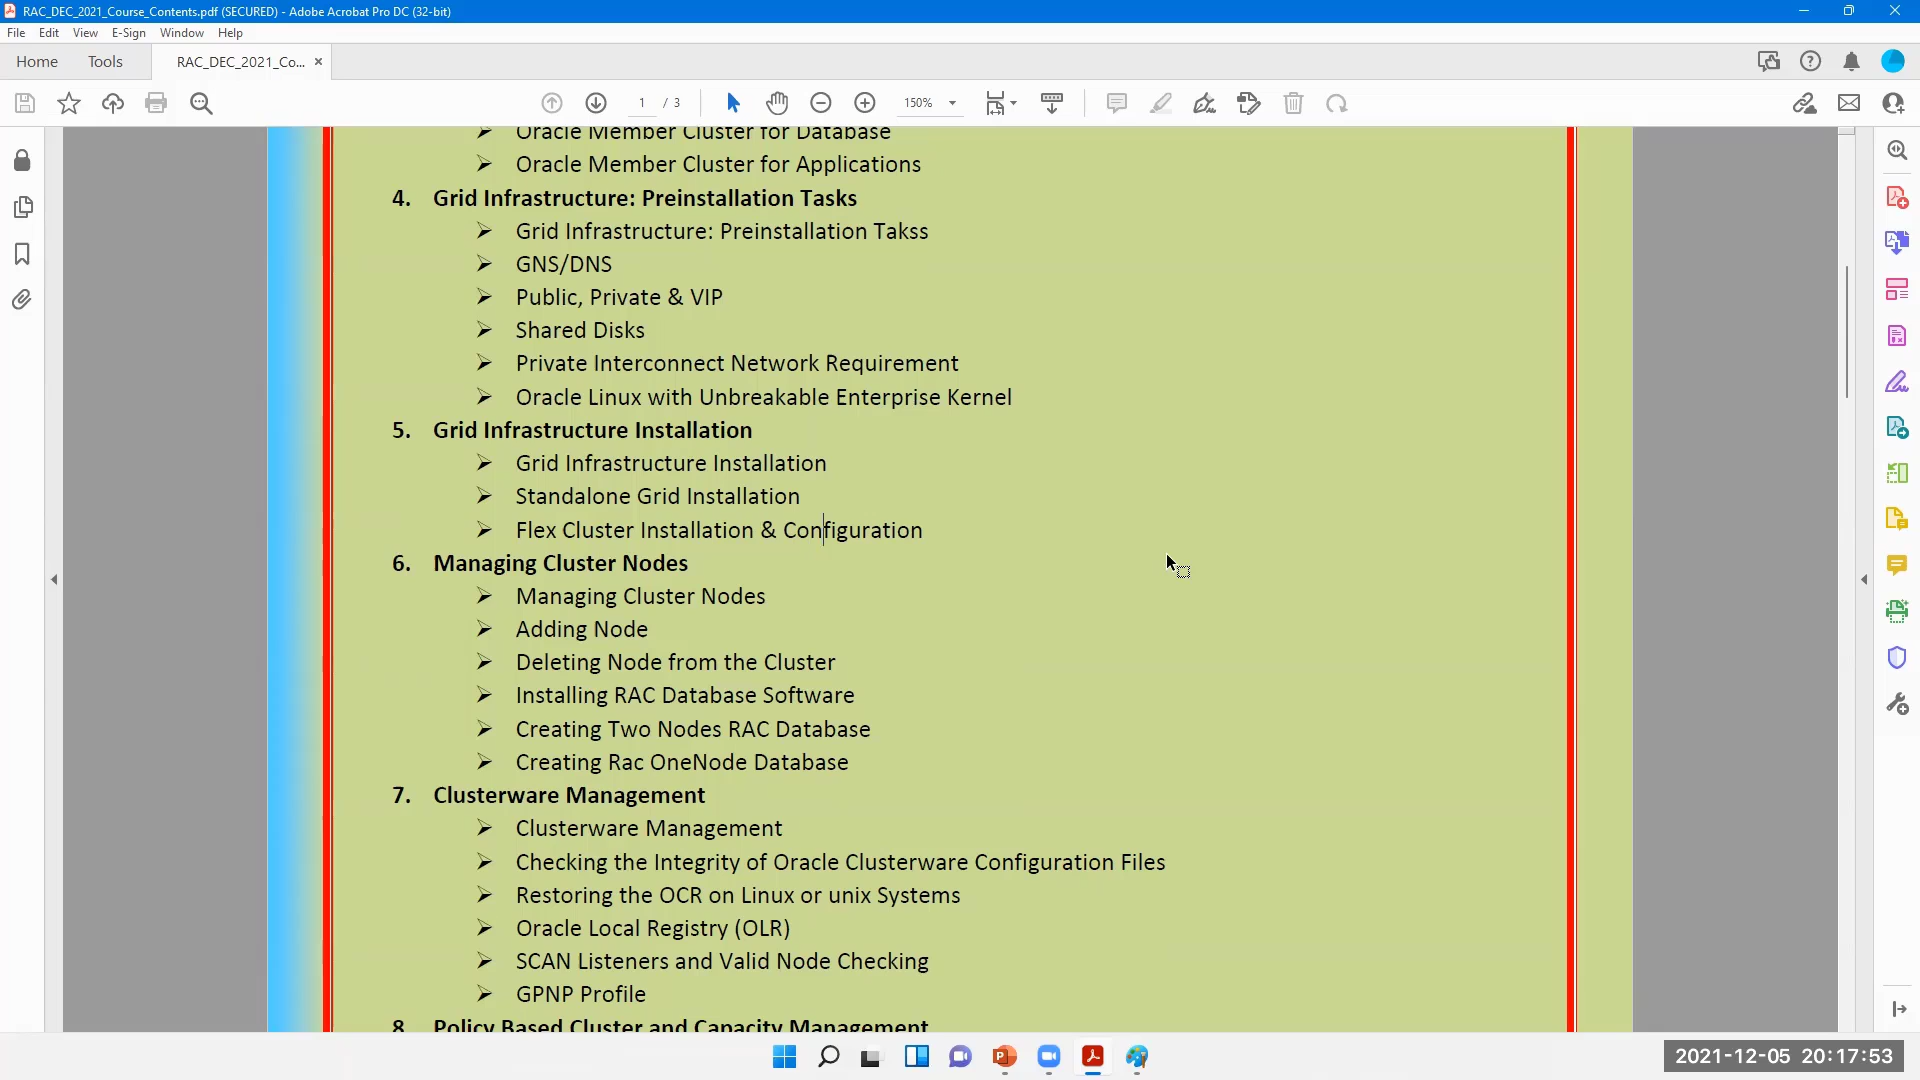 RAC_DEC_2021_Course_Contents.pdf (SECURED) - Adobe Acrobat Pro DC (32-bit)
File Edit View E-Sign Window Help
Home Tools RAC_DEC_2021_Co... ×
1 / 3 150%
➢ Oracle Member Cluster for Database
➢ Oracle Member Cluster for Applications
4. Grid Infrastructure: Preinstallation Tasks
➢ Grid Infrastructure: Preinstallation Takss
➢ GNS/DNS
➢ Public, Private & VIP
➢ Shared Disks
➢ Private Interconnect Network Requirement
➢ Oracle Linux with Unbreakable Enterprise Kernel
5. Grid Infrastructure Installation
➢ Grid Infrastructure Installation
➢ Standalone Grid Installation
➢ Flex Cluster Installation & Configuration
6. Managing Cluster Nodes
➢ Managing Cluster Nodes
➢ Adding Node
➢ Deleting Node from the Cluster
➢ Installing RAC Database Software
➢ Creating Two Nodes RAC Database
➢ Creating Rac OneNode Database
7. Clusterware Management
➢ Clusterware Management
➢ Checking the Integrity of Oracle Clusterware Configuration Files
➢ Restoring the OCR on Linux or unix Systems
➢ Oracle Local Registry (OLR)
➢ SCAN Listeners and Valid Node Checking
➢ GPNP Profile
8 Policy Based Cluster and Capacity Management
2021-12-05 20:17:53